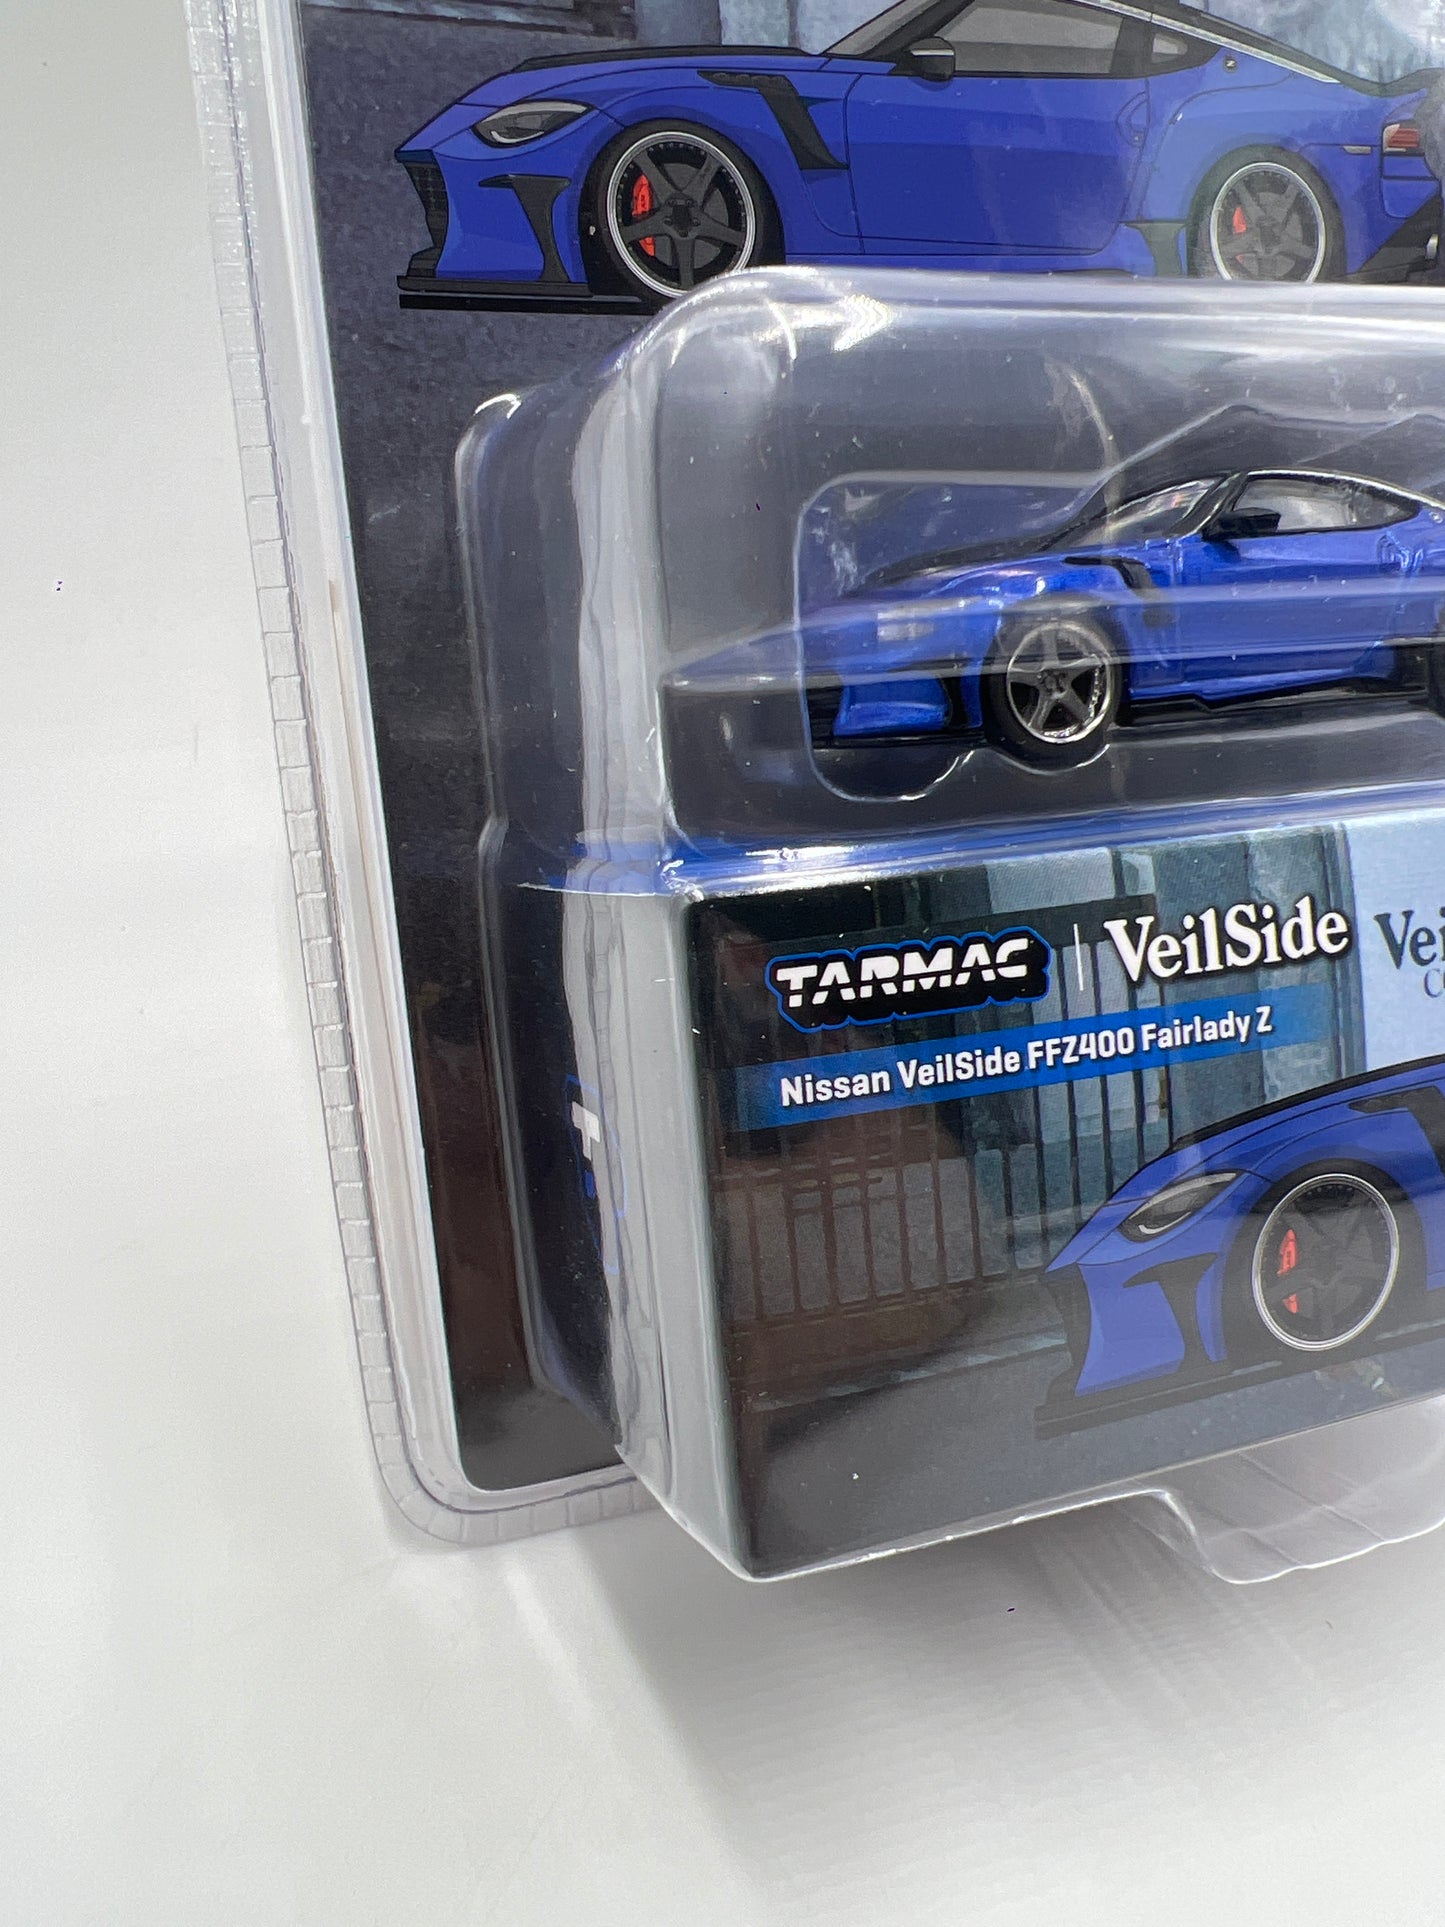 TARMAC VeilSide
Nissan VeilSide FFZ400 Fairlady Z
T